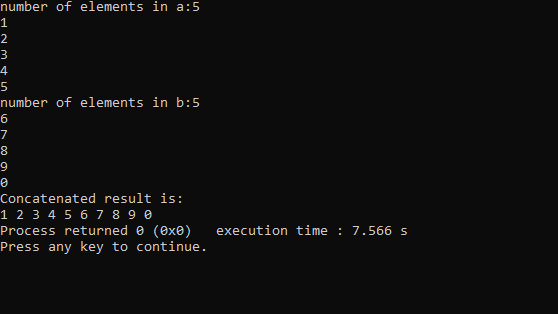 number of elements in a:5
1
2
3
4
5
number of elements in b:5
6
7
8
9
0
Concatenated result is:
1 2 3 4 5 6 7 8 9 0
Process returned 0 (0x0)   execution time : 7.566 s
Press any key to continue.